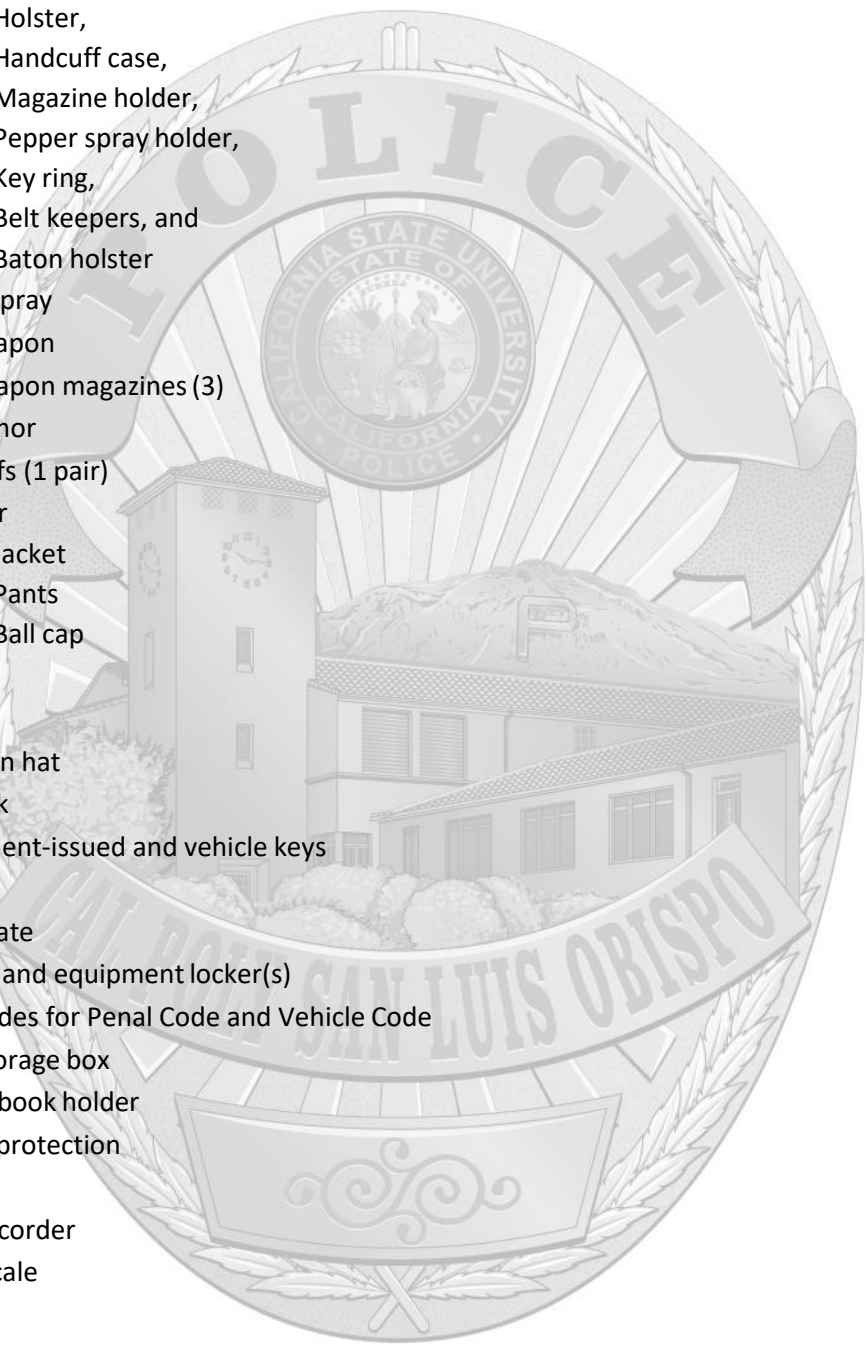 Holster,
Handcuff case,
Magazine holder,
Pepper spray holder,
Key ring,
Belt keepers, and
Baton holster
pray
apon
apon magazines (3)
nor
fs (1 pair)
r
acket
Pants
Ball cap
n hat
k
ent-issued and vehicle keys
ate
and equipment locker(s)
des for Penal Code and Vehicle Code
orage box
book holder
protection
corder
cale
POLICE
CALIFORNIA STATE UNIVERSITY
STATE OF
CALIFORNIA
• POLICE •
P
CAL POLY SAN LUIS OBISPO